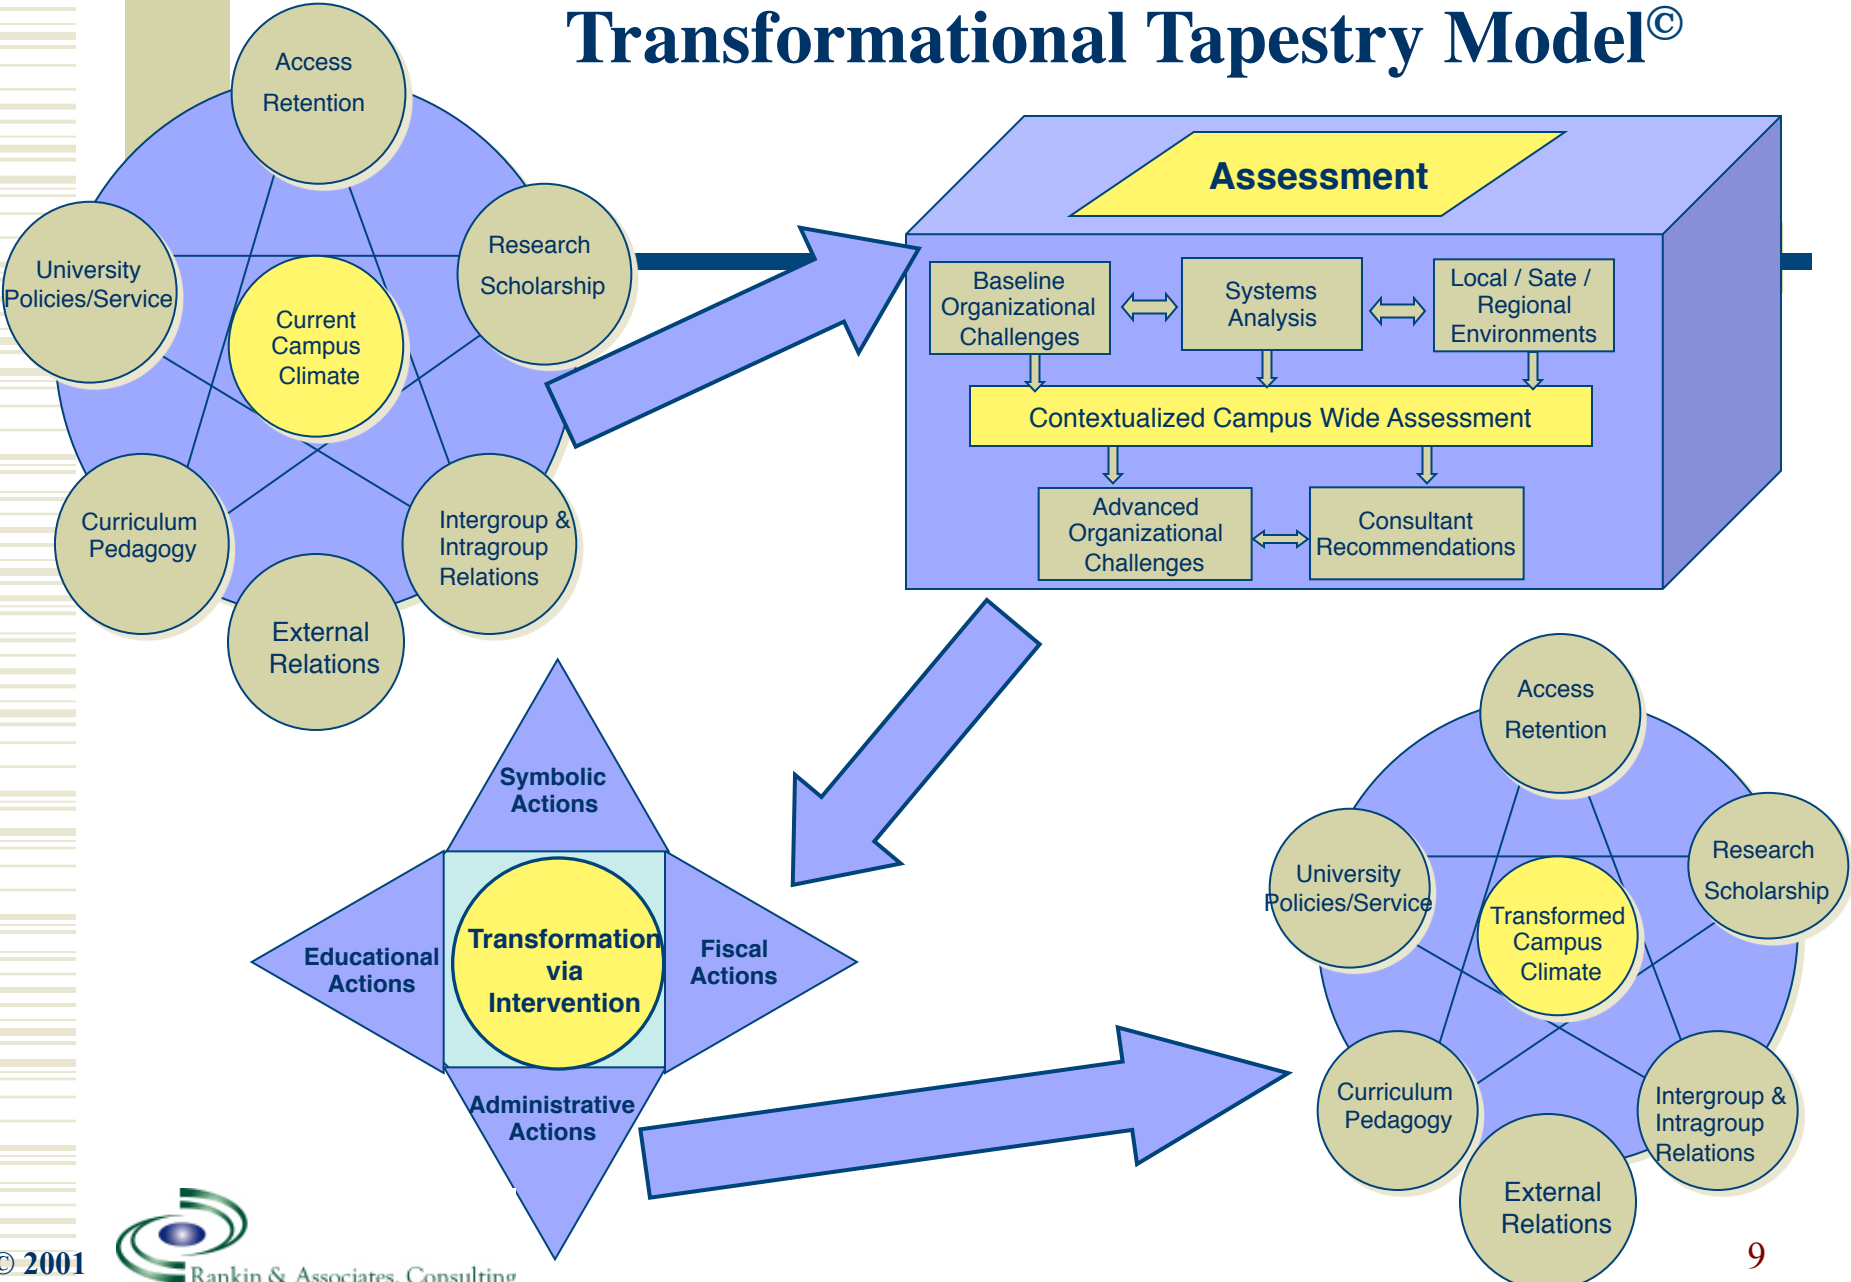 Transformational Tapestry Model©
Access
Retention
Research
Scholarship
University
Policies/Service
Current
Campus
Climate
Curriculum
Pedagogy
Intergroup &
Intragroup
Relations
External
Relations
Assessment
Baseline
Organizational
Challenges
Systems
Analysis
Local / Sate /
Regional
Environments
Contextualized Campus Wide Assessment
Advanced
Organizational
Challenges
Consultant
Recommendations
Symbolic
Actions
Educational
Actions
Transformation
via
Intervention
Fiscal
Actions
Administrative
Actions
Access
Retention
Research
Scholarship
University
Policies/Service
Transformed
Campus
Climate
Curriculum
Pedagogy
Intergroup &
Intragroup
Relations
External
Relations
© 2001
Rankin & Associates, Consulting
9